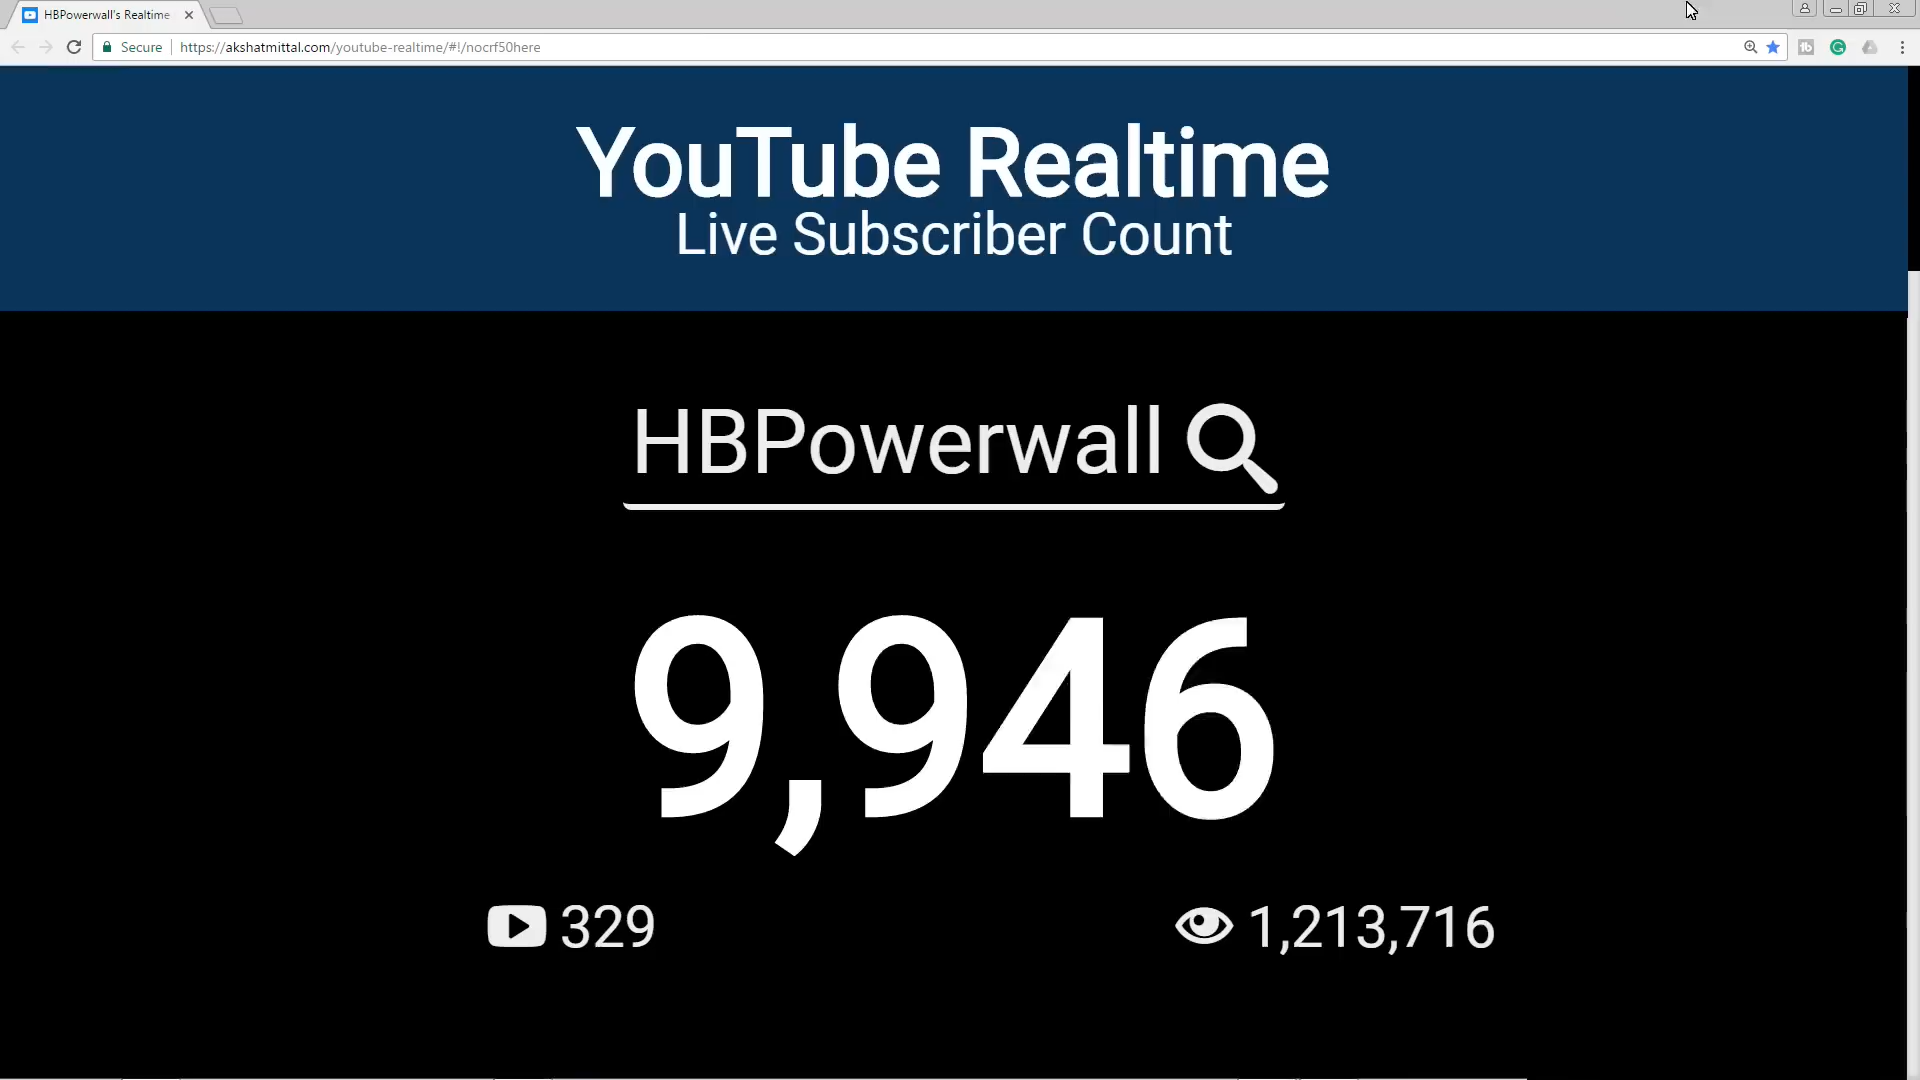 HBPowerwall's Realtime
Secure
https://akshatmittal.com/youtube-realtime/#!/nocrf50here
YouTube Realtime
Live Subscriber Count
HBPowerwall
9,946
329
1,213,716